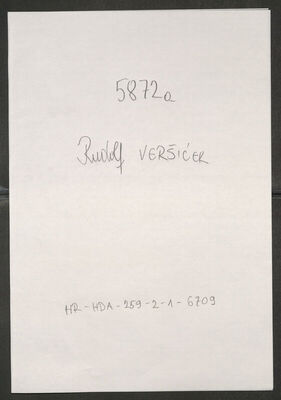 5872a
Rudolf VERŠIĆER
HR-HDA-259-2-1-6709